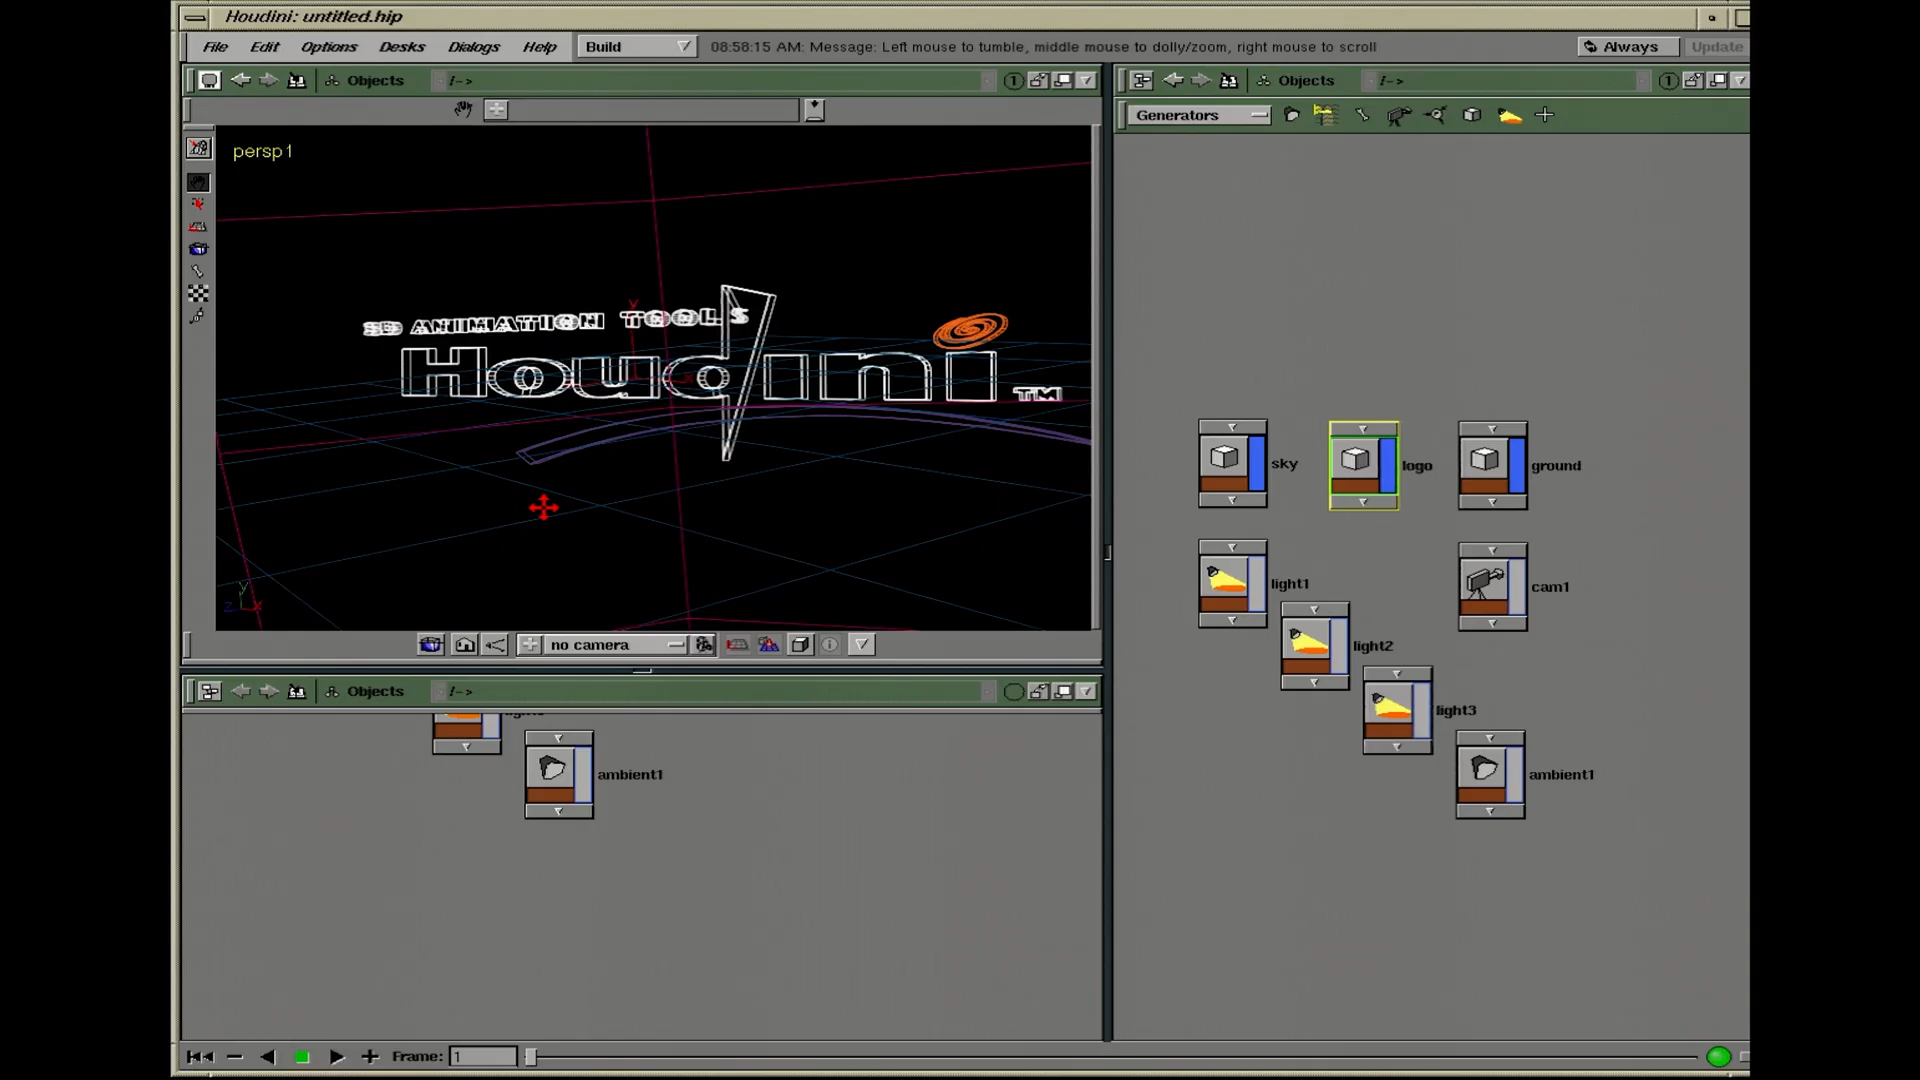 Houdini: untitled.hip
File Edit Options Desks Dialogs Help Build 08:58:15 AM: Message: Left mouse to tumble, middle mouse to dolly/zoom, right mouse to scroll Always Update
Objects /-> 1
Objects /-> 1
Generators
persp1
3D ANIMATION TOOLS
Houdini TM
Y
X
y
z x
sky
logo
ground
light1
cam1
light2
light3
ambient1
no camera
Objects /->
ambient1
Frame: 1